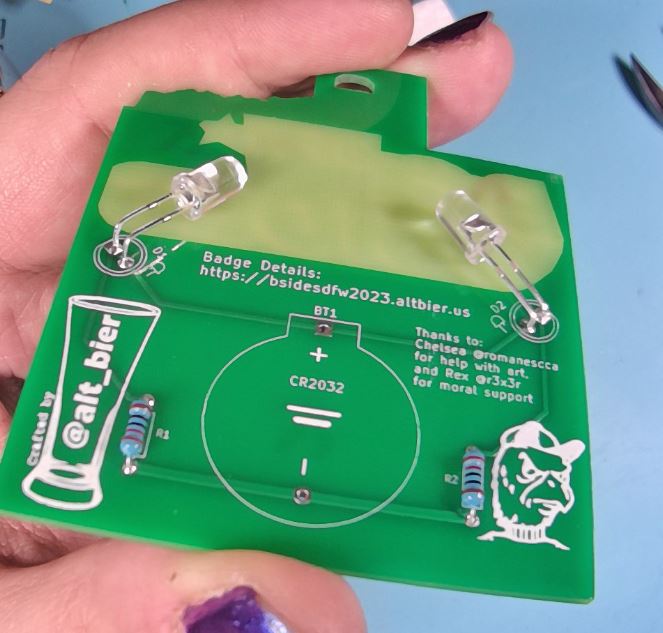 Badge Details:
https://bsidesdfw2023.altbier.us
D1
D2
BT1
+
CR2032
Thanks to:
Chelsea @romanescca
for help with art.
and Rex @r3x3r
for moral support
Crafted by
@alt_bier
R1
R2